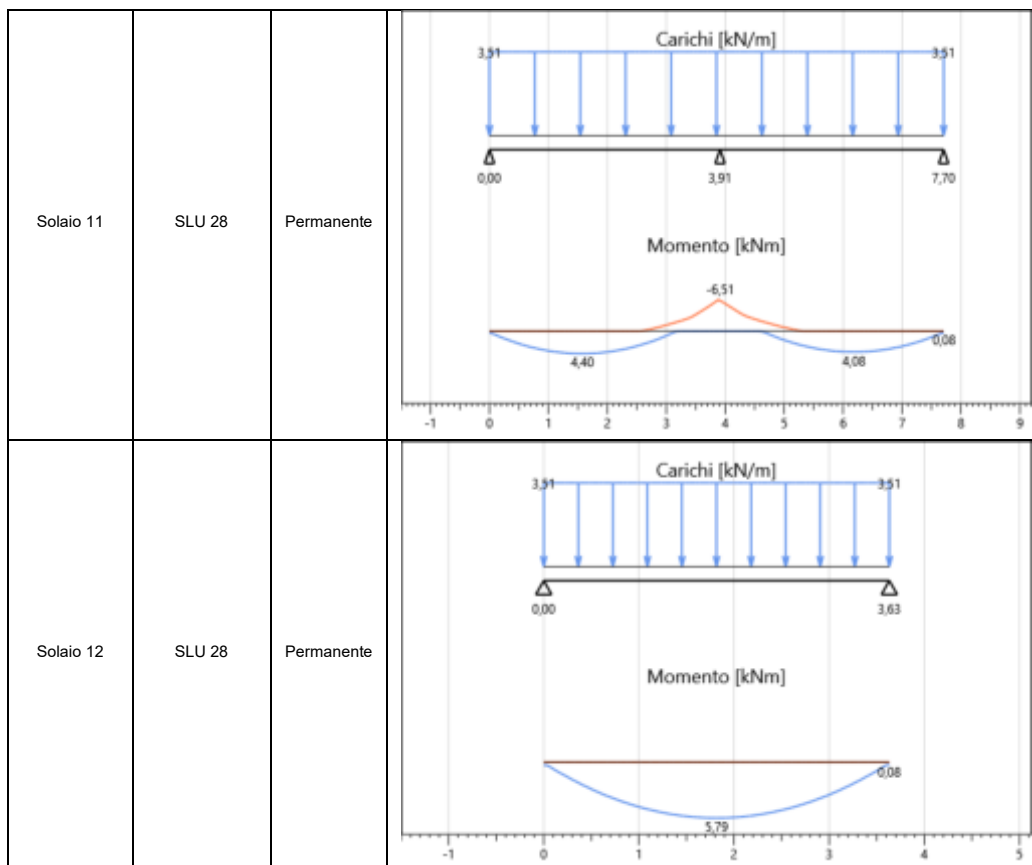 Carichi [kN/m]
3,51 3,51
0,00 3,91 7,70
Solaio 11 SLU 28 Permanente
Momento [kNm]
-6,51
0,08
4,40 4,08
-1 0 1 2 3 4 5 6 7 8 9
Carichi [kN/m]
3,51 3,51
0,00 3,63
Solaio 12 SLU 28 Permanente
Momento [kNm]
0,08
5,79
-1 0 1 2 3 4 5